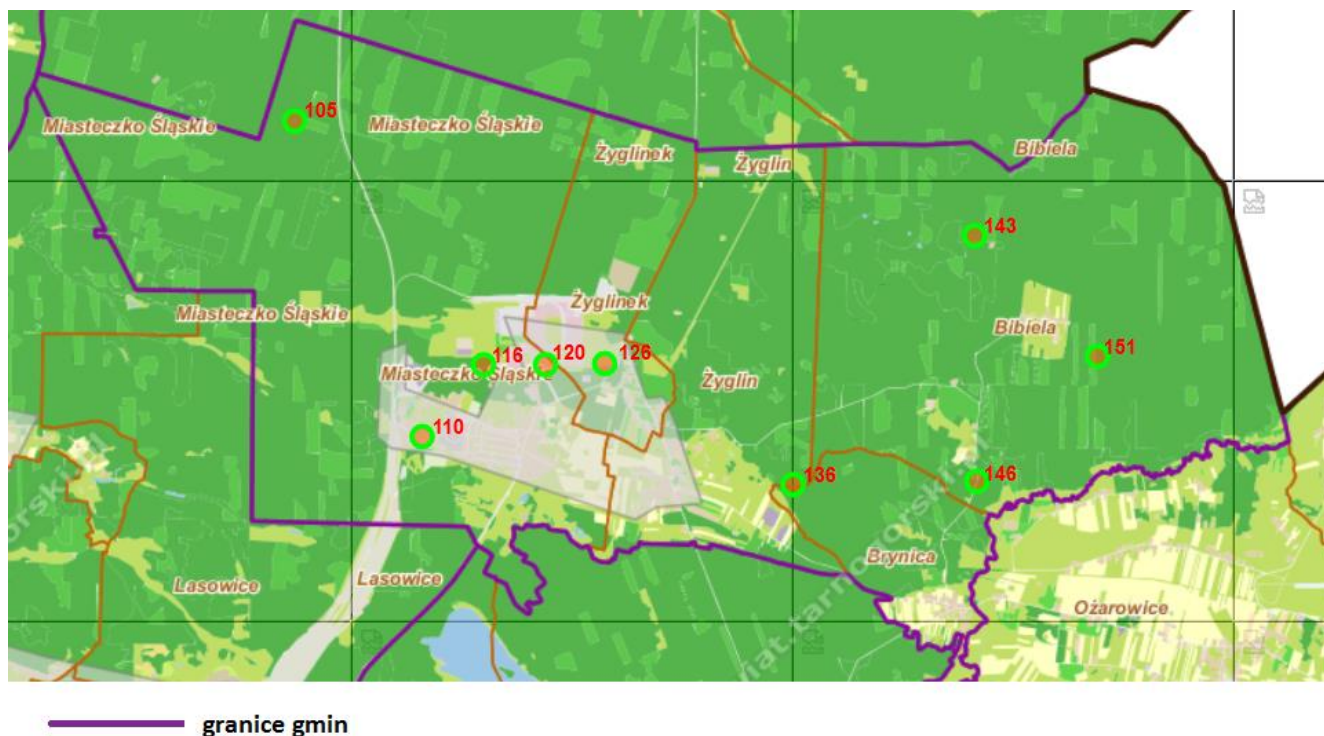 105
Miasteczko Śląskie
Miasteczko Śląskie
Bibiela
Żyglinek
Żyglin
143
Żyglinek
Miasteczko Śląskie
Bibiela
116
120
126
151
Miasteczko Śląskie
Żyglin
110
136
146
Brynica
Lasowice
Lasowice
Ożarowice
granice gmin